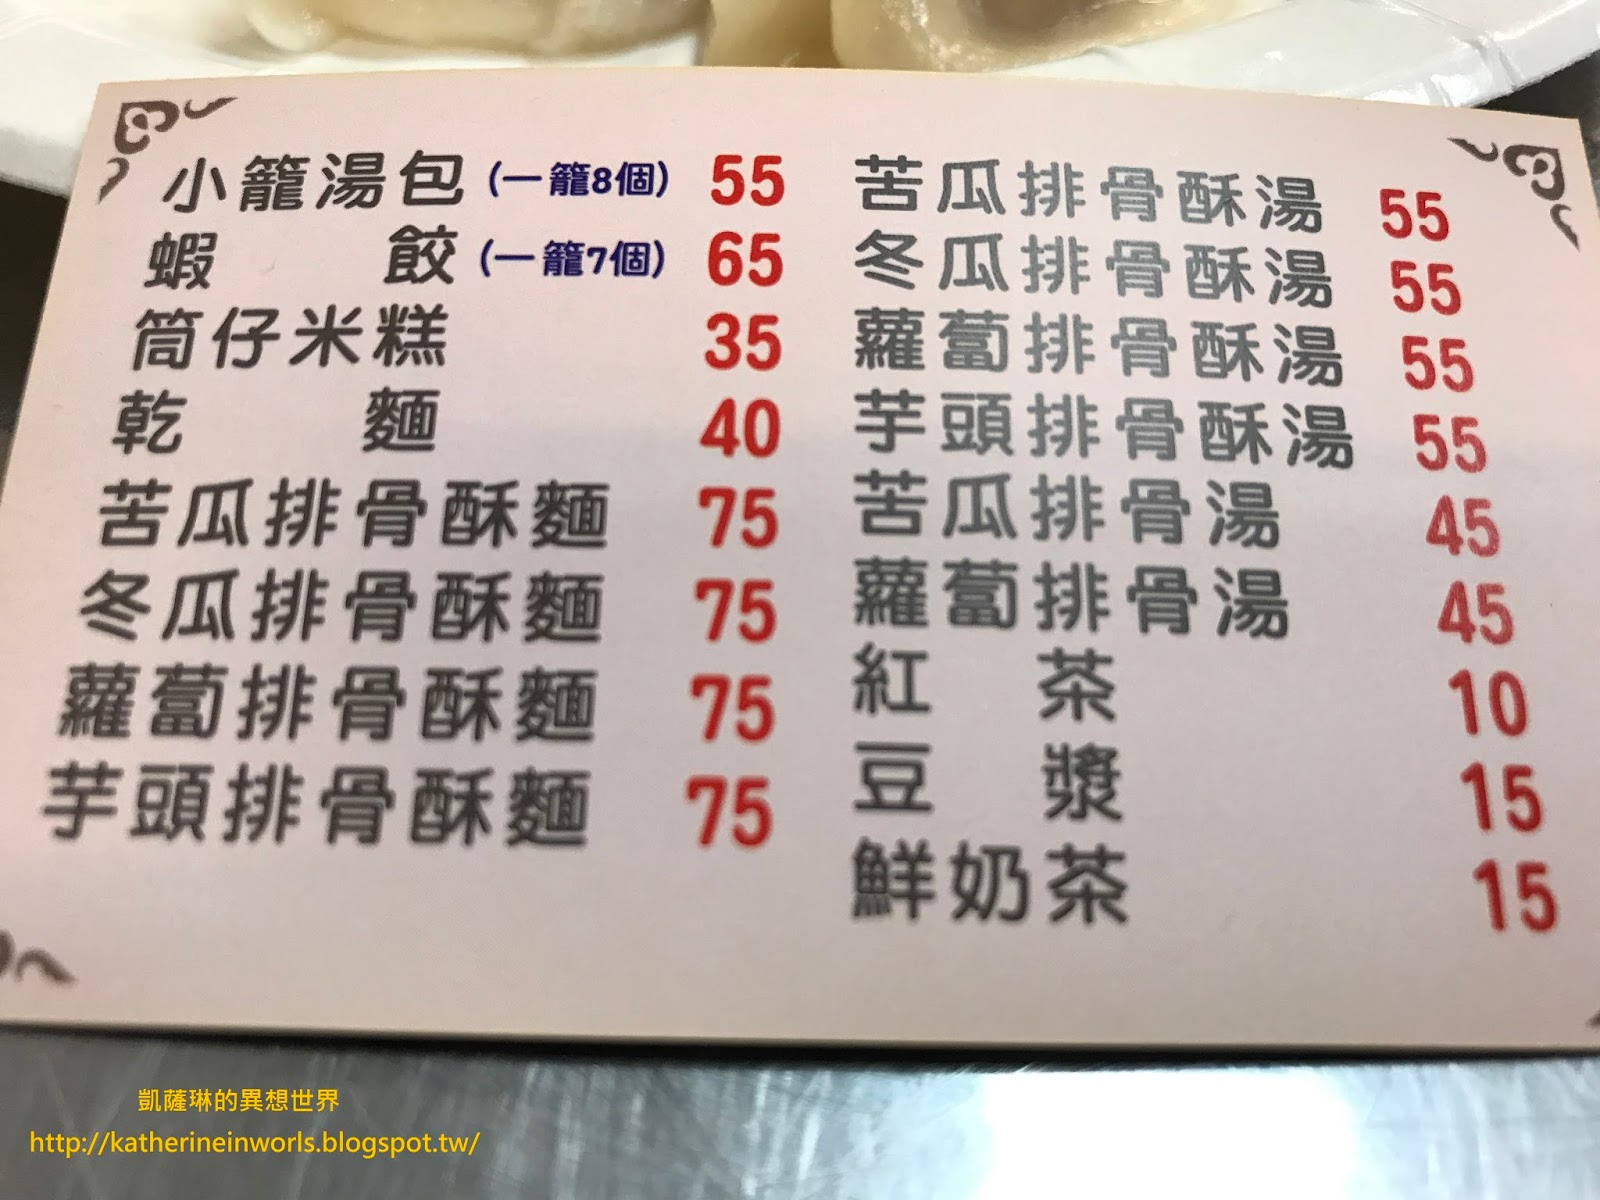 小籠湯包 (一籠8個) 55
蝦餃 (一籠7個) 65
筒仔米糕 35
乾麵 40
苦瓜排骨酥麵 75
冬瓜排骨酥麵 75
蘿蔔排骨酥麵 75
芋頭排骨酥麵 75
苦瓜排骨酥湯 55
冬瓜排骨酥湯 55
蘿蔔排骨酥湯 55
芋頭排骨酥湯 55
苦瓜排骨湯 45
蘿蔔排骨湯 45
紅茶 10
豆漿 15
鮮奶茶 15
凱薩琳的異想世界
http://katherineinworls.blogspot.tw/